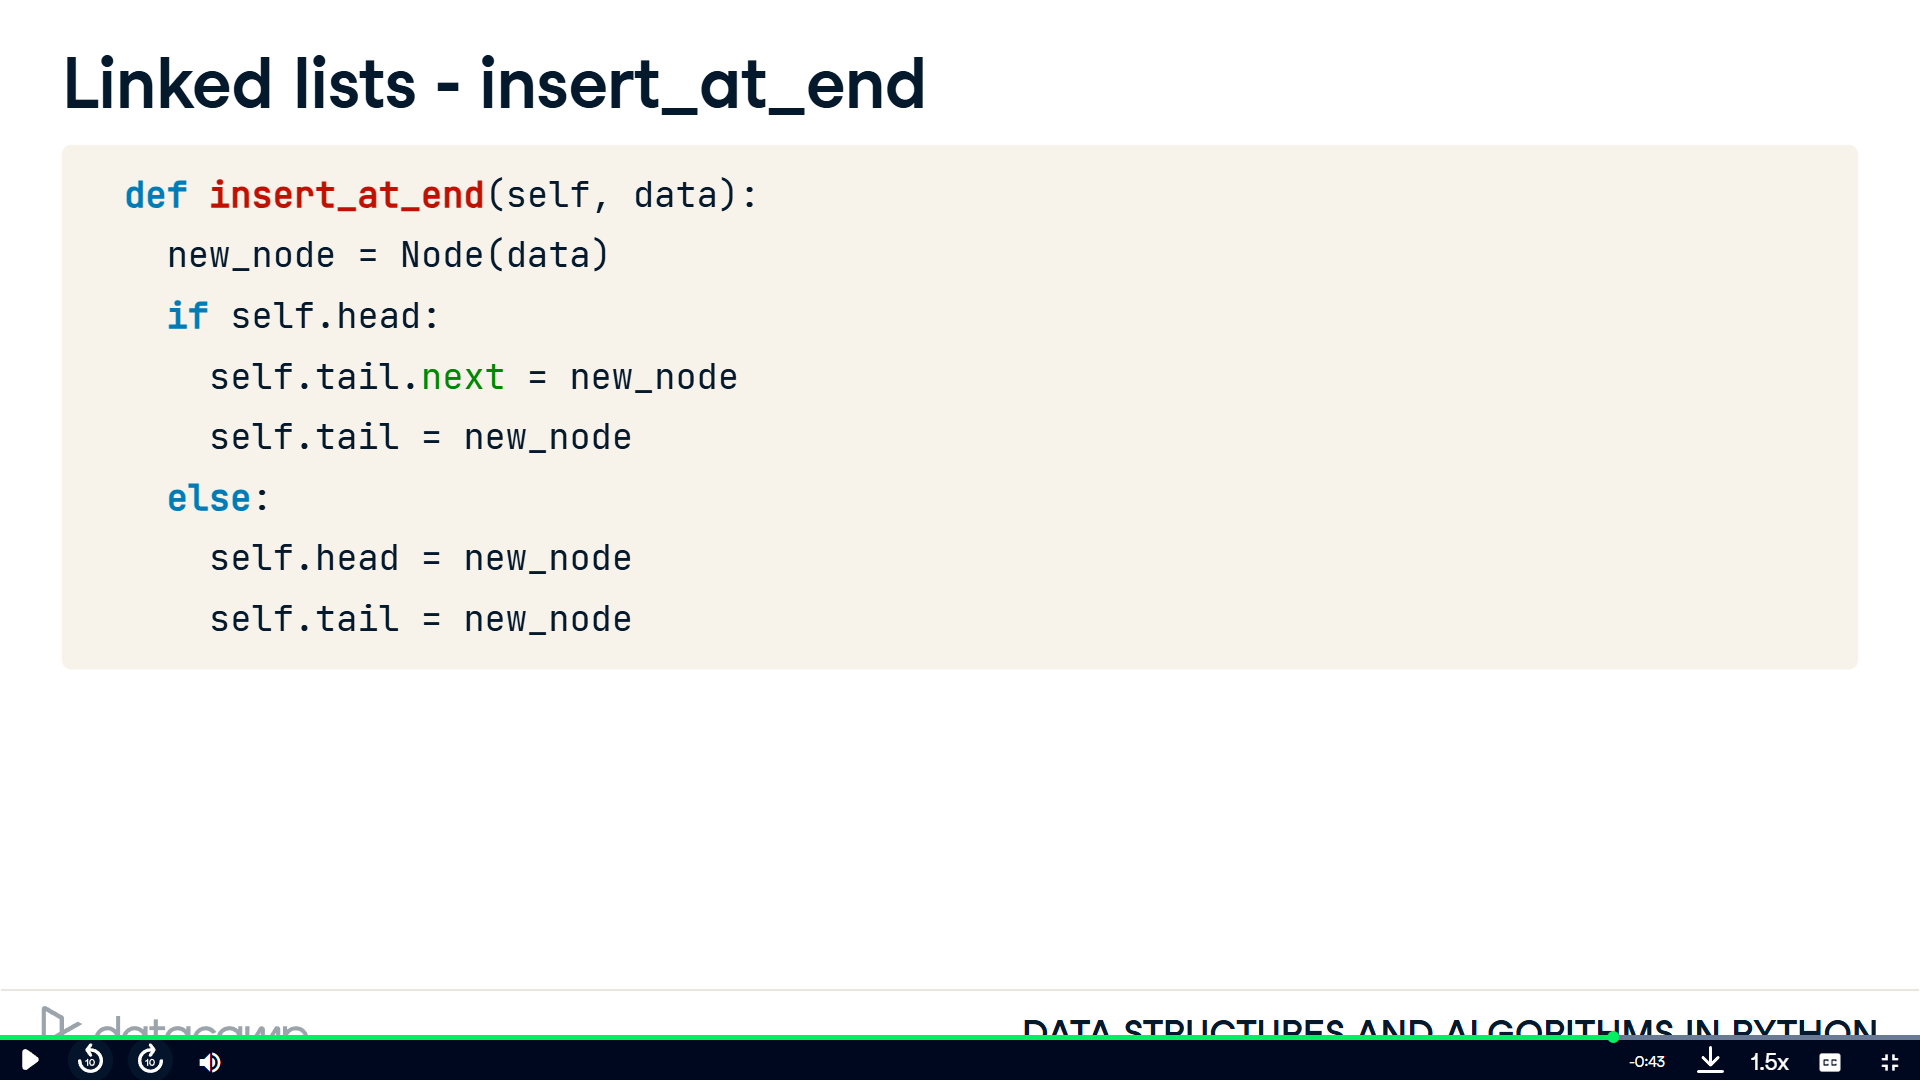 Linked lists - insert_at_end
def insert_at_end(self, data):
  new_node = Node(data)
  if self.head:
    self.tail.next = new_node
    self.tail = new_node
  else:
    self.head = new_node
    self.tail = new_node
datacamp
DATA STRUCTURES AND ALGORITHMS IN PYTHON
10
10
-0:43
1.5x
CC